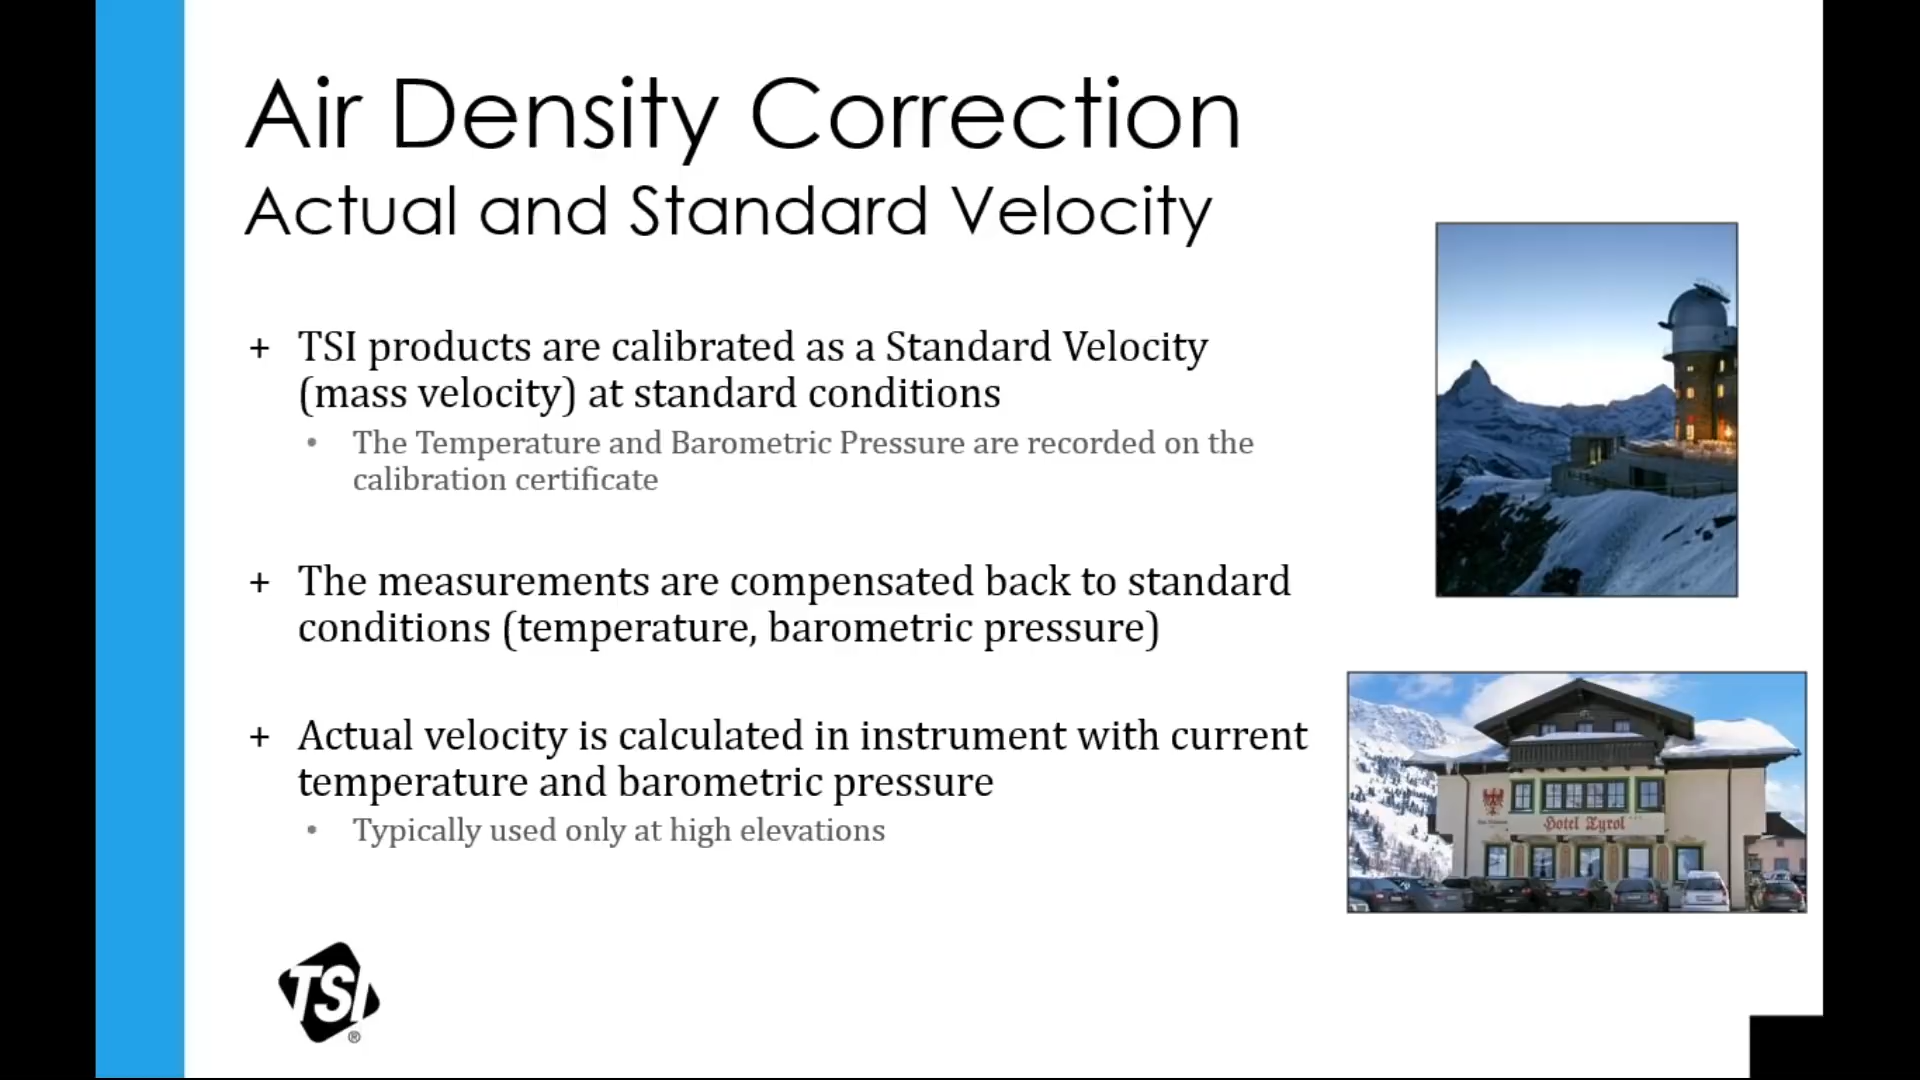 Air Density Correction
Actual and Standard Velocity
+ TSI products are calibrated as a Standard Velocity
(mass velocity) at standard conditions
• The Temperature and Barometric Pressure are recorded on the
calibration certificate
+ The measurements are compensated back to standard
conditions (temperature, barometric pressure)
+ Actual velocity is calculated in instrument with current
temperature and barometric pressure
• Typically used only at high elevations
Hotel Tyrol
TSI
®